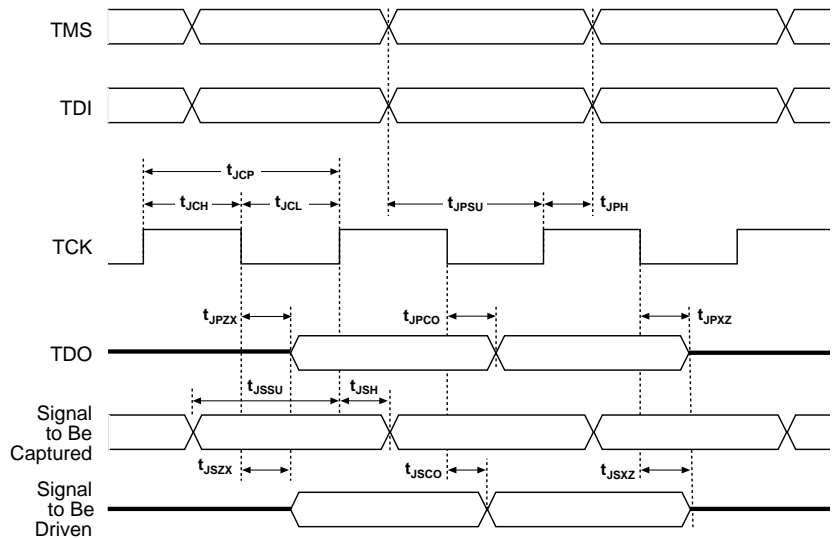 TMS
TDI
tJCP
tJCH
tJCL
tJPSU
tJPH
TCK
tJPZX
tJPCO
tJPXZ
TDO
tJSSU
tJSH
Signal
to Be
Captured
tJSZX
tJSCO
tJSXZ
Signal
to Be
Driven